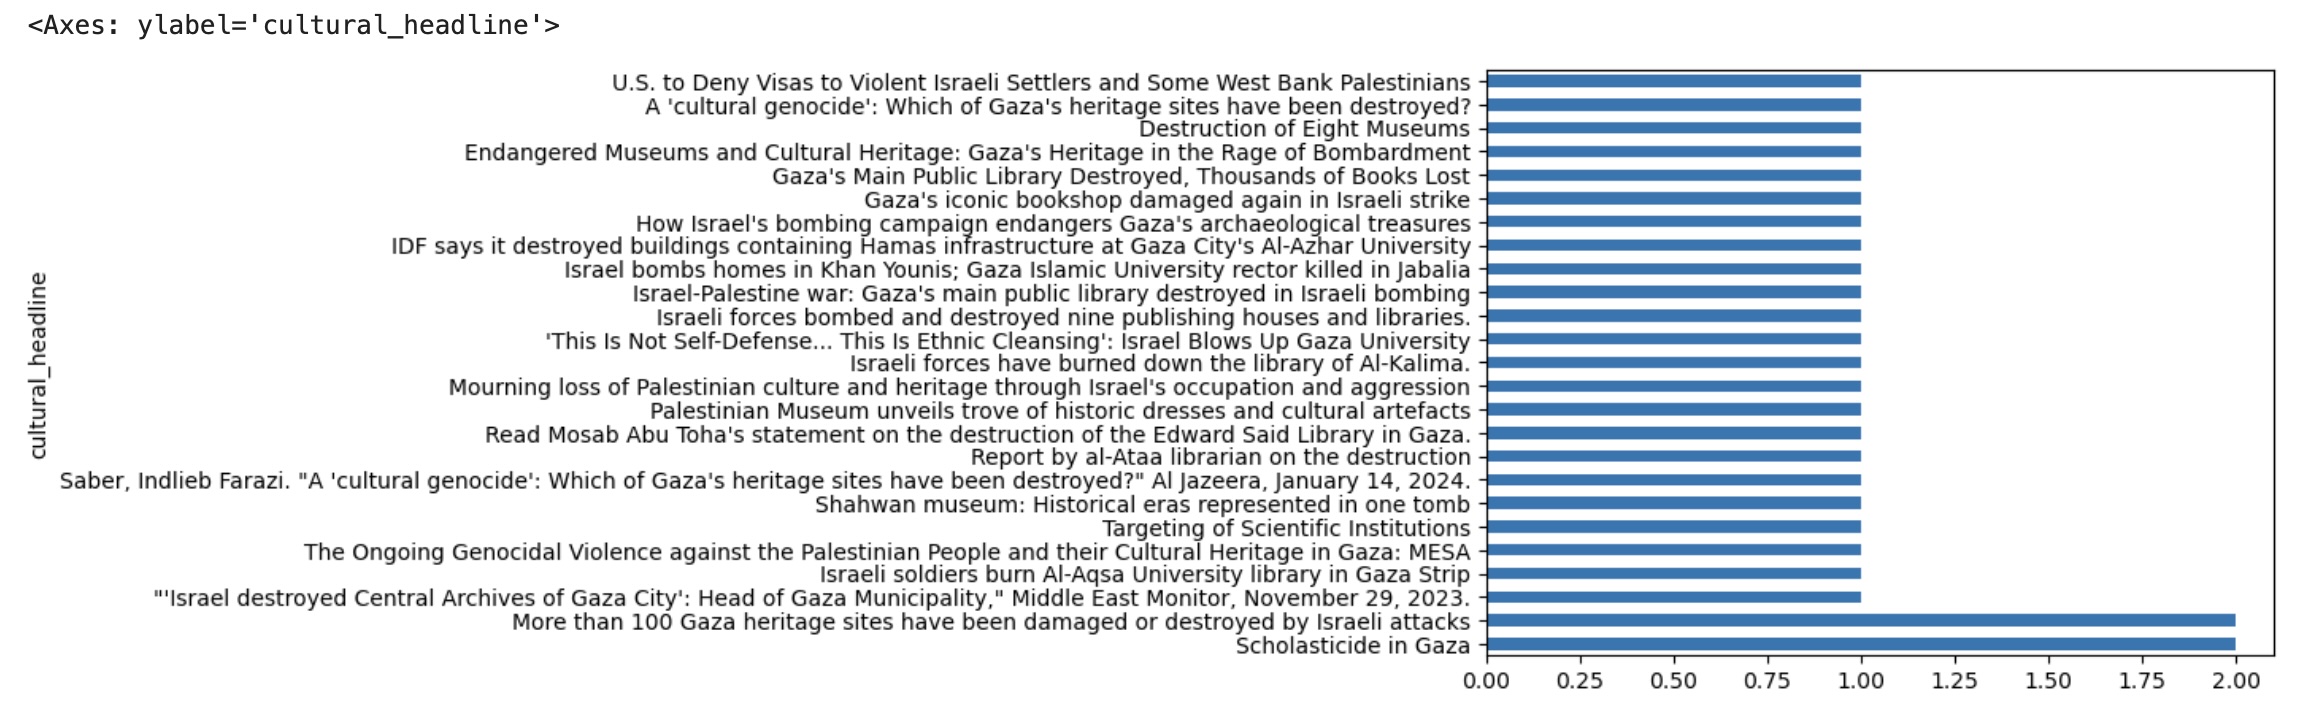 <Axes: ylabel='cultural_headline'>
U.S. to Deny Visas to Violent Israeli Settlers and Some West Bank Palestinians
A 'cultural genocide': Which of Gaza's heritage sites have been destroyed?
Destruction of Eight Museums
Endangered Museums and Cultural Heritage: Gaza's Heritage in the Rage of Bombardment
Gaza's Main Public Library Destroyed, Thousands of Books Lost
Gaza's iconic bookshop damaged again in Israeli strike
How Israel's bombing campaign endangers Gaza's archaeological treasures
IDF says it destroyed buildings containing Hamas infrastructure at Gaza City's Al-Azhar University
Israel bombs homes in Khan Younis; Gaza Islamic University rector killed in Jabalia
Israel-Palestine war: Gaza's main public library destroyed in Israeli bombing
Israeli forces bombed and destroyed nine publishing houses and libraries.
'This Is Not Self-Defense... This Is Ethnic Cleansing': Israel Blows Up Gaza University
Israeli forces have burned down the library of Al-Kalima.
Mourning loss of Palestinian culture and heritage through Israel's occupation and aggression
Palestinian Museum unveils trove of historic dresses and cultural artefacts
Read Mosab Abu Toha's statement on the destruction of the Edward Said Library in Gaza.
Report by al-Ataa librarian on the destruction
Saber, Indlieb Farazi. "A 'cultural genocide': Which of Gaza's heritage sites have been destroyed?" Al Jazeera, January 14, 2024.
Shahwan museum: Historical eras represented in one tomb
Targeting of Scientific Institutions
The Ongoing Genocidal Violence against the Palestinian People and their Cultural Heritage in Gaza: MESA
Israeli soldiers burn Al-Aqsa University library in Gaza Strip
"'Israel destroyed Central Archives of Gaza City': Head of Gaza Municipality," Middle East Monitor, November 29, 2023.
More than 100 Gaza heritage sites have been damaged or destroyed by Israeli attacks
Scholasticide in Gaza
cultural_headline
0.00 0.25 0.50 0.75 1.00 1.25 1.50 1.75 2.00